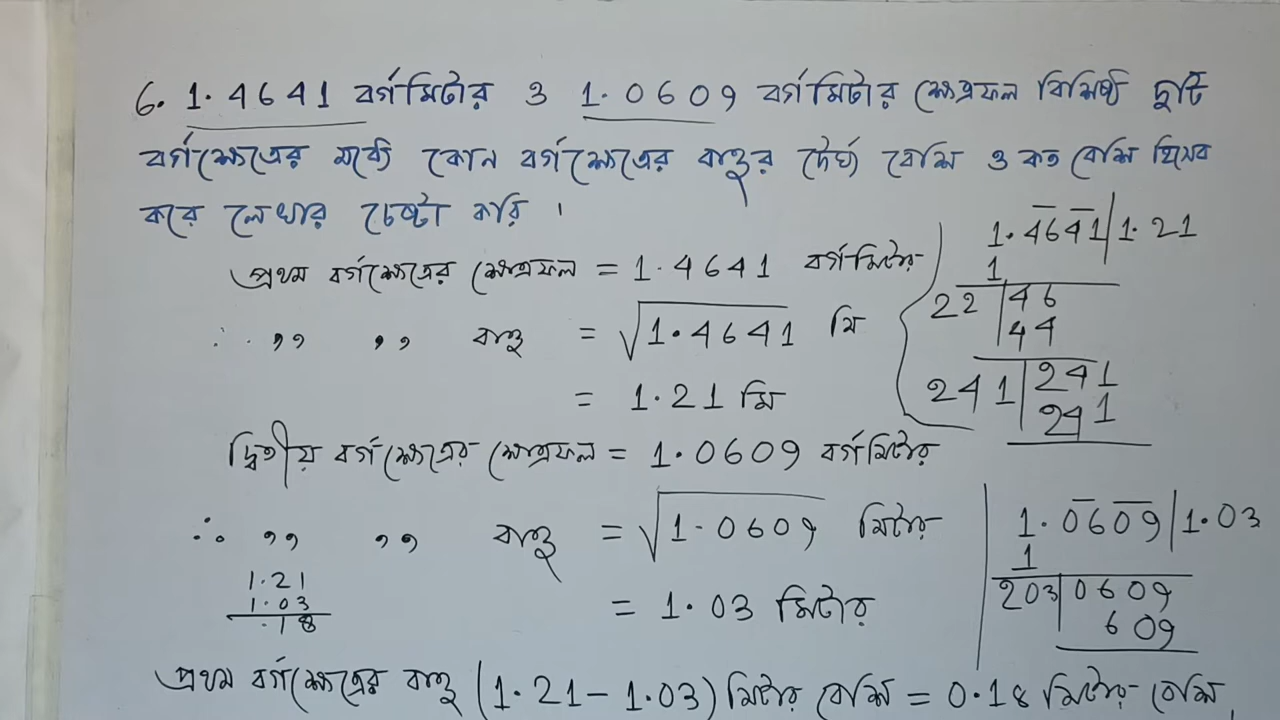 6. 1.4641 বর্গমিটার ও 1.0609 বর্গমিটার ক্ষেত্রফল বিশিষ্ট দুটি
বর্গক্ষেত্রের মধ্যে কোন বর্গক্ষেত্রের বাহুর দৈর্ঘ্য বেশি ও কত বেশি হিসেব
করে লেখার চেষ্টা করি ।
প্রথম বর্গক্ষেত্রের ক্ষেত্রফল = 1.4641 বর্গমিটার
∴ ,, ,, বাহু = √1.4641 মি
= 1.21 মি
1.4641 | 1.21
1
22 | 46
44
241 | 241
241
দ্বিতীয় বর্গক্ষেত্রের ক্ষেত্রফল = 1.0609 বর্গমিটার
∴ ,, ,, বাহু = √1.0609 মিটার
= 1.03 মিটার
1.0609 | 1.03
1
203 | 0609
609
1.21
1.03
.18
প্রথম বর্গক্ষেত্রের বাহু (1.21 - 1.03) মিটার বেশি = 0.18 মিটার বেশি,